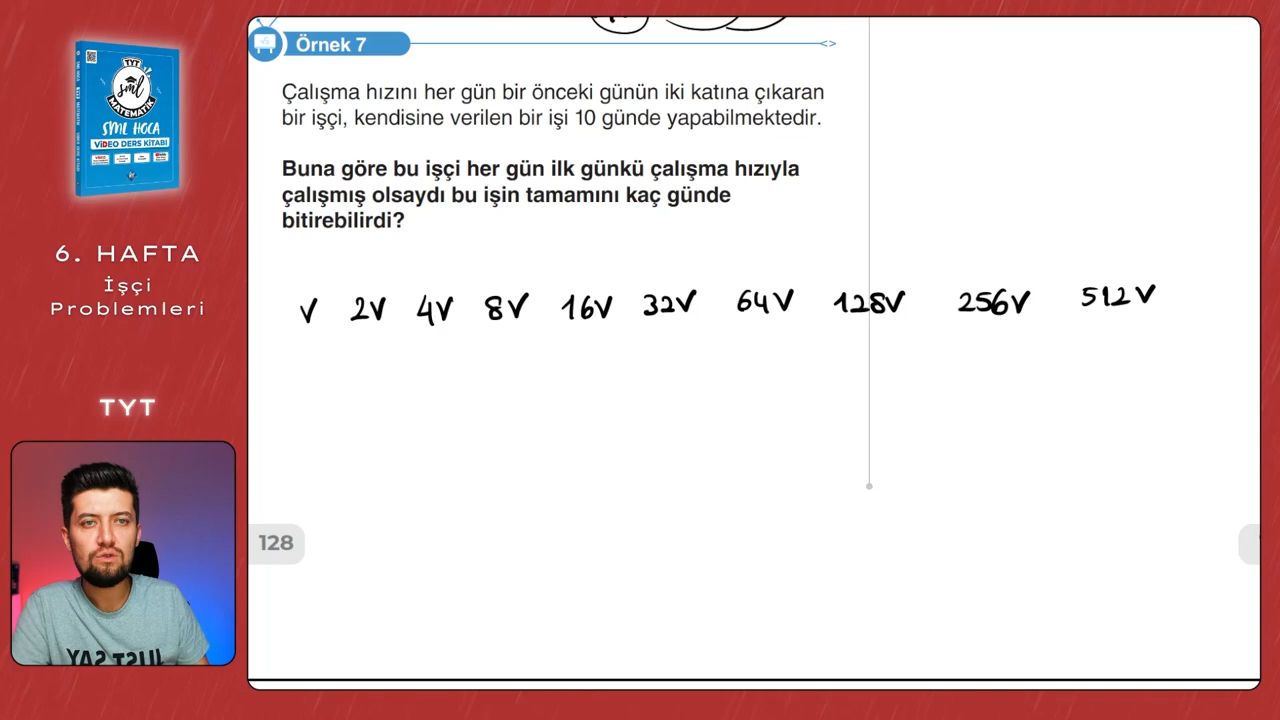 TYT
sml
MATEMATİK
SML HOCA
VİDEO DERS KİTABI
6. HAFTA
İşçi
Problemleri
TYT
Örnek 7
<>
Çalışma hızını her gün bir önceki günün iki katına çıkaran
bir işçi, kendisine verilen bir işi 10 günde yapabilmektedir.
Buna göre bu işçi her gün ilk günkü çalışma hızıyla
çalışmış olsaydı bu işin tamamını kaç günde
bitirebilirdi?
V 2V 4V 8V 16V 32V 64V 128V 256V 512V
128